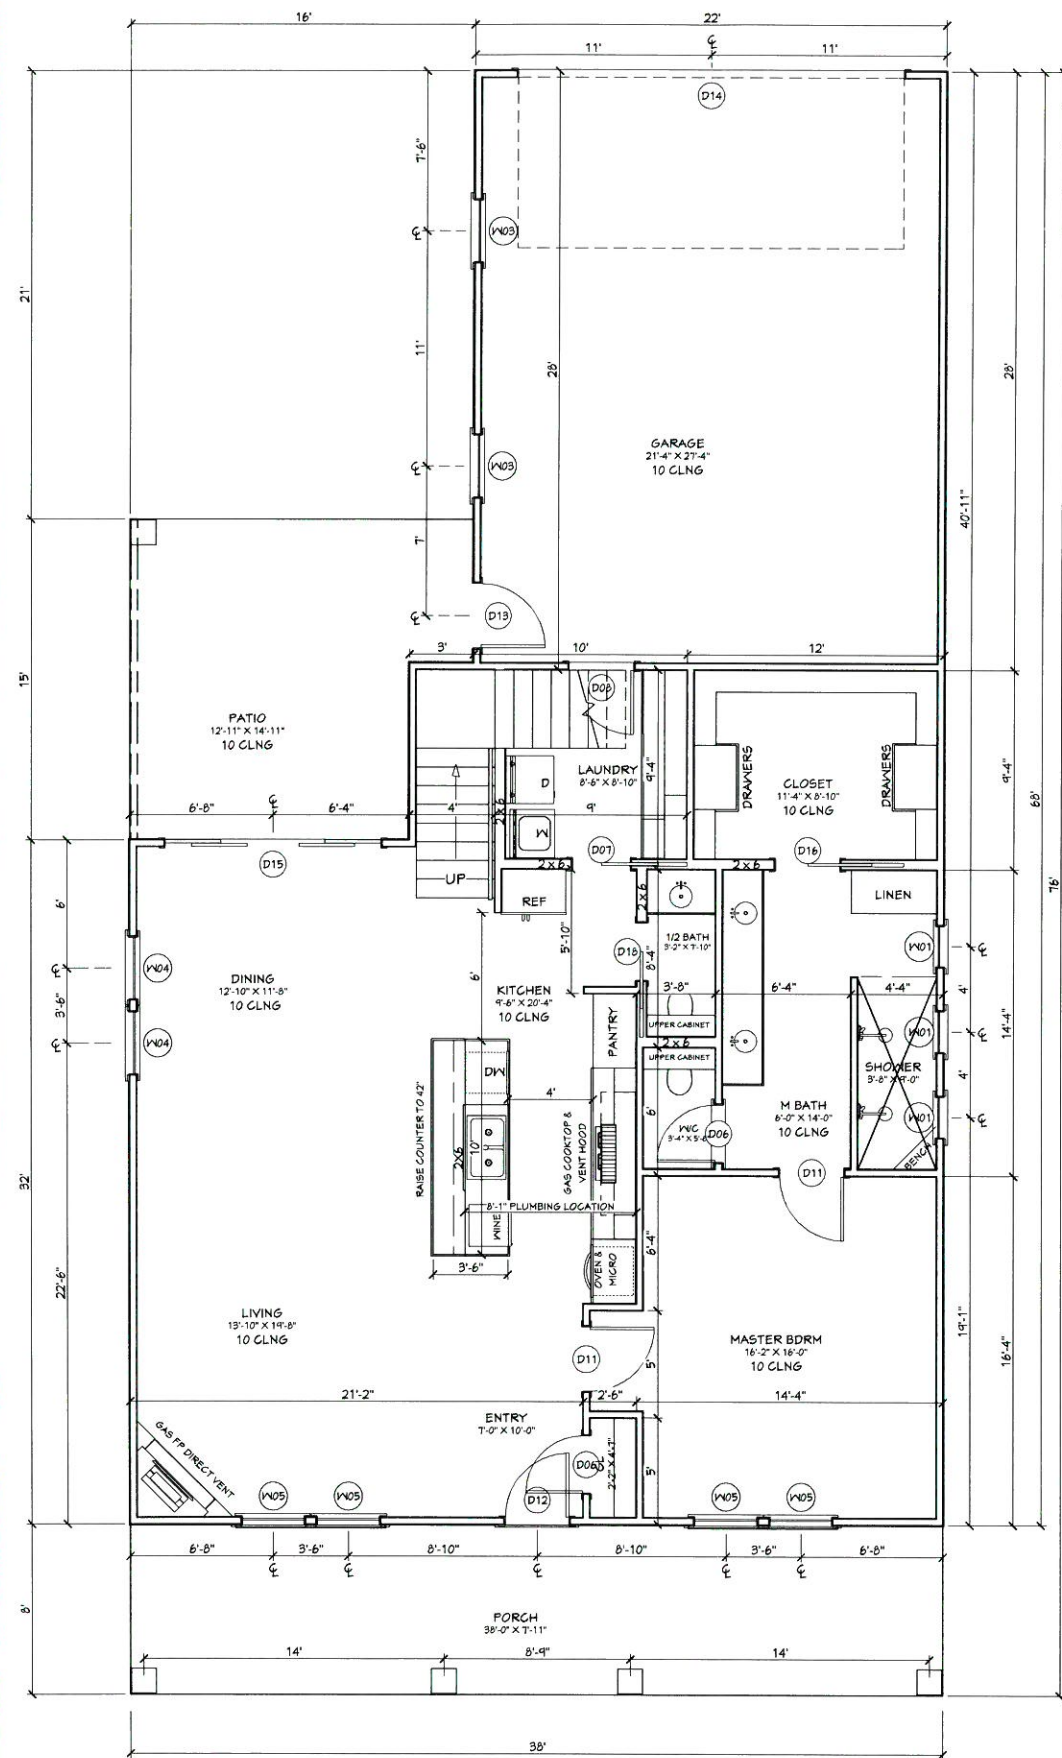 16'
22'
11'
11'
D14
7'-6"
W03
21'
11'
28'
28'
GARAGE
21'-4" X 27'-4"
10 CLNG
W03
40'-11"
7'
D13
3'
10'
12'
15'
D08
PATIO
12'-11" X 14'-11"
10 CLNG
LAUNDRY
8'-6" X 8'-10"
9'-4"
DRAWERS
DRAWERS
CLOSET
11'-4" X 8'-10"
10 CLNG
9'-4"
68'
D
6'-8"
6'-4"
4'
2 x 6
9'
W
D15
D07
D16
UP
2 x 6
2 x 6
76'
6'
REF
2 x 6
LINEN
5'-10"
1/2 BATH
3'-2" X 7'-10"
W01
W04
D18
8'-4"
DINING
12'-10" X 11'-8"
10 CLNG
6'
KITCHEN
9'-6" X 20'-4"
10 CLNG
3'-8"
6'-4"
4'-4"
4'
3'-6"
UPPER CABINET
PANTRY
W01
14'-4"
W04
2 x 6
UPPER CABINET
DW
SHOWER
3'-8" X 9'-0"
4'
4'
RAISE COUNTER TO 42"
6'
M BATH
6'-0" X 14'-0"
10 CLNG
W01
2X6
10'
GAS COOKTOP &
VENT HOOD
W/C
D06
BENCH
32'
D11
WINE
8'-1" PLUMBING LOCATION
6'-4"
OVEN &
MICRO
3'-6"
22'-6"
LIVING
13'-10" X 19'-8"
10 CLNG
MASTER BDRM
16'-2" X 16'-0"
10 CLNG
19'-1"
16'-4"
D11
5'
21'-2"
2'-6"
14'-4"
ENTRY
7'-0" X 10'-0"
GAS FP DIRECT VENT
2'-2" X 4'-7"
5'
W05
W05
D12
W05
W05
6'-8"
3'-6"
8'-10"
8'-10"
3'-6"
6'-8"
8'
PORCH
38'-0" X 7'-11"
14'
8'-9"
14'
38'